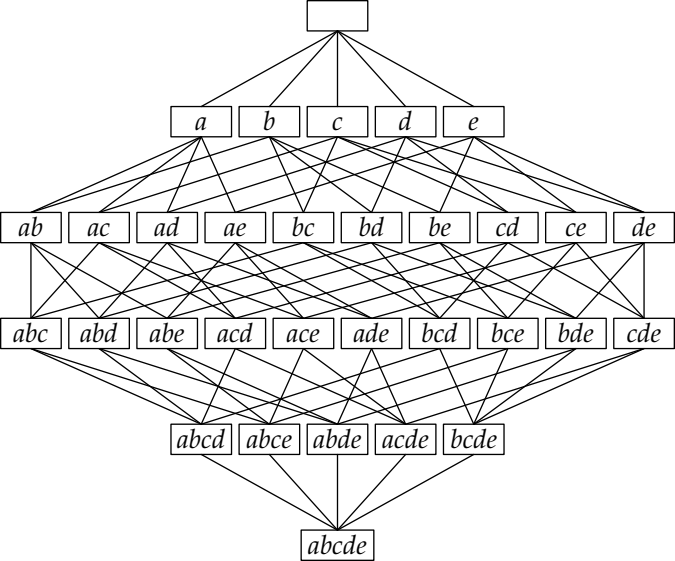 a b c d e
ab ac ad ae bc bd be cd ce de
abc abd abe acd ace ade bcd bce bde cde
abcd abce abde acde bcde
abcde